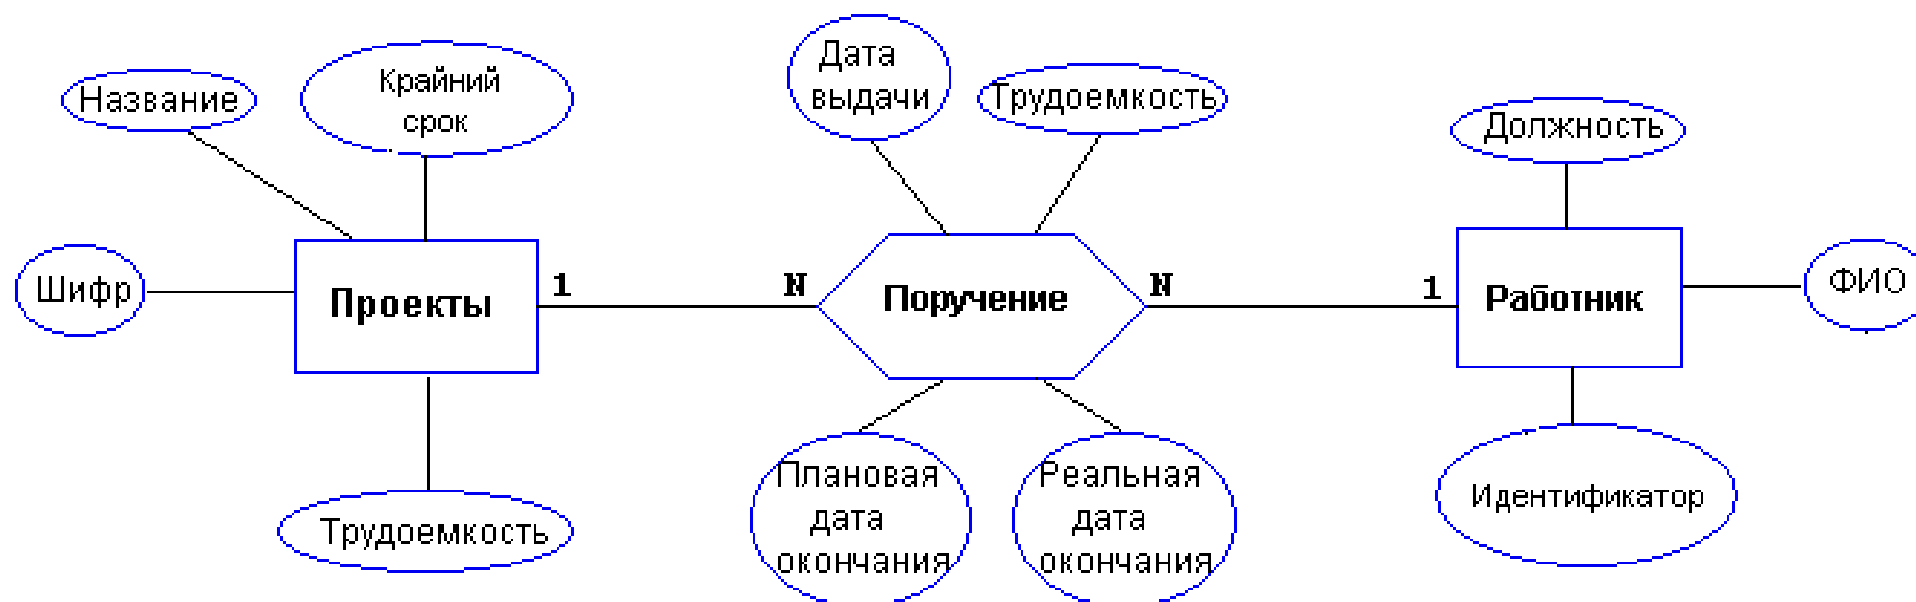 Название
Крайний
срок
Дата
выдачи
Трудоемкость
Должность
Шифр
Проекты
1
N
Поручение
N
1
Работник
ФИО
Трудоемкость
Плановая
дата
окончания
Реальная
дата
окончания
Идентификатор